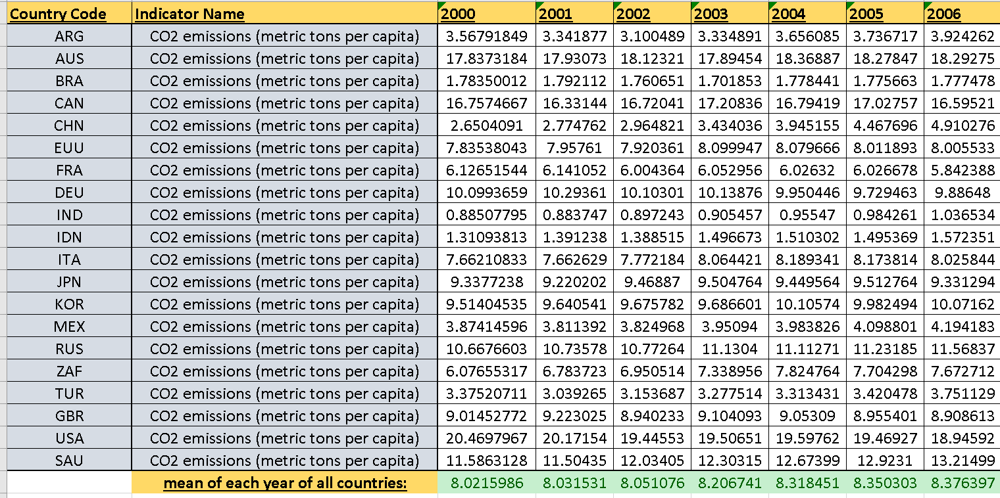 Country Code Indicator Name 2000 2001 2002 2003 2004 2005 2006
ARG CO2 emissions (metric tons per capita) 3.56791849 3.341877 3.100489 3.334891 3.656085 3.736717 3.924262
AUS CO2 emissions (metric tons per capita) 17.8373184 17.93073 18.12321 17.89454 18.36887 18.27847 18.29275
BRA CO2 emissions (metric tons per capita) 1.78350012 1.792112 1.760651 1.701853 1.778441 1.775663 1.777478
CAN CO2 emissions (metric tons per capita) 16.7574667 16.33144 16.72041 17.20836 16.79419 17.02757 16.59521
CHN CO2 emissions (metric tons per capita) 2.6504091 2.774762 2.964821 3.434036 3.945155 4.467696 4.910276
EUU CO2 emissions (metric tons per capita) 7.83538043 7.95761 7.920361 8.099947 8.079666 8.011893 8.005533
FRA CO2 emissions (metric tons per capita) 6.12651544 6.141052 6.004364 6.052956 6.02632 6.026678 5.842388
DEU CO2 emissions (metric tons per capita) 10.0993659 10.29361 10.10301 10.13876 9.950446 9.729463 9.88648
IND CO2 emissions (metric tons per capita) 0.88507795 0.883747 0.897243 0.905457 0.95547 0.984261 1.036534
IDN CO2 emissions (metric tons per capita) 1.31093813 1.391238 1.388515 1.496673 1.510302 1.495369 1.572351
ITA CO2 emissions (metric tons per capita) 7.66210833 7.662629 7.772184 8.064421 8.189341 8.173814 8.025844
JPN CO2 emissions (metric tons per capita) 9.3377238 9.220202 9.46887 9.504764 9.449564 9.512764 9.331294
KOR CO2 emissions (metric tons per capita) 9.51404535 9.640541 9.675782 9.686601 10.10574 9.982494 10.07162
MEX CO2 emissions (metric tons per capita) 3.87414596 3.811392 3.824968 3.95094 3.983826 4.098801 4.194183
RUS CO2 emissions (metric tons per capita) 10.6676603 10.73578 10.77264 11.1304 11.11271 11.23185 11.56837
ZAF CO2 emissions (metric tons per capita) 6.07655317 6.783723 6.950514 7.338956 7.824764 7.704298 7.672712
TUR CO2 emissions (metric tons per capita) 3.37520711 3.039265 3.153687 3.277514 3.313431 3.420478 3.751129
GBR CO2 emissions (metric tons per capita) 9.01452772 9.223025 8.940233 9.104093 9.05309 8.955401 8.908613
USA CO2 emissions (metric tons per capita) 20.4697967 20.17154 19.44553 19.50651 19.59762 19.46927 18.94592
SAU CO2 emissions (metric tons per capita) 11.5863128 11.50435 12.03405 12.30315 12.67399 12.9231 13.21499
mean of each year of all countries: 8.0215986 8.031531 8.051076 8.206741 8.318451 8.350303 8.376397